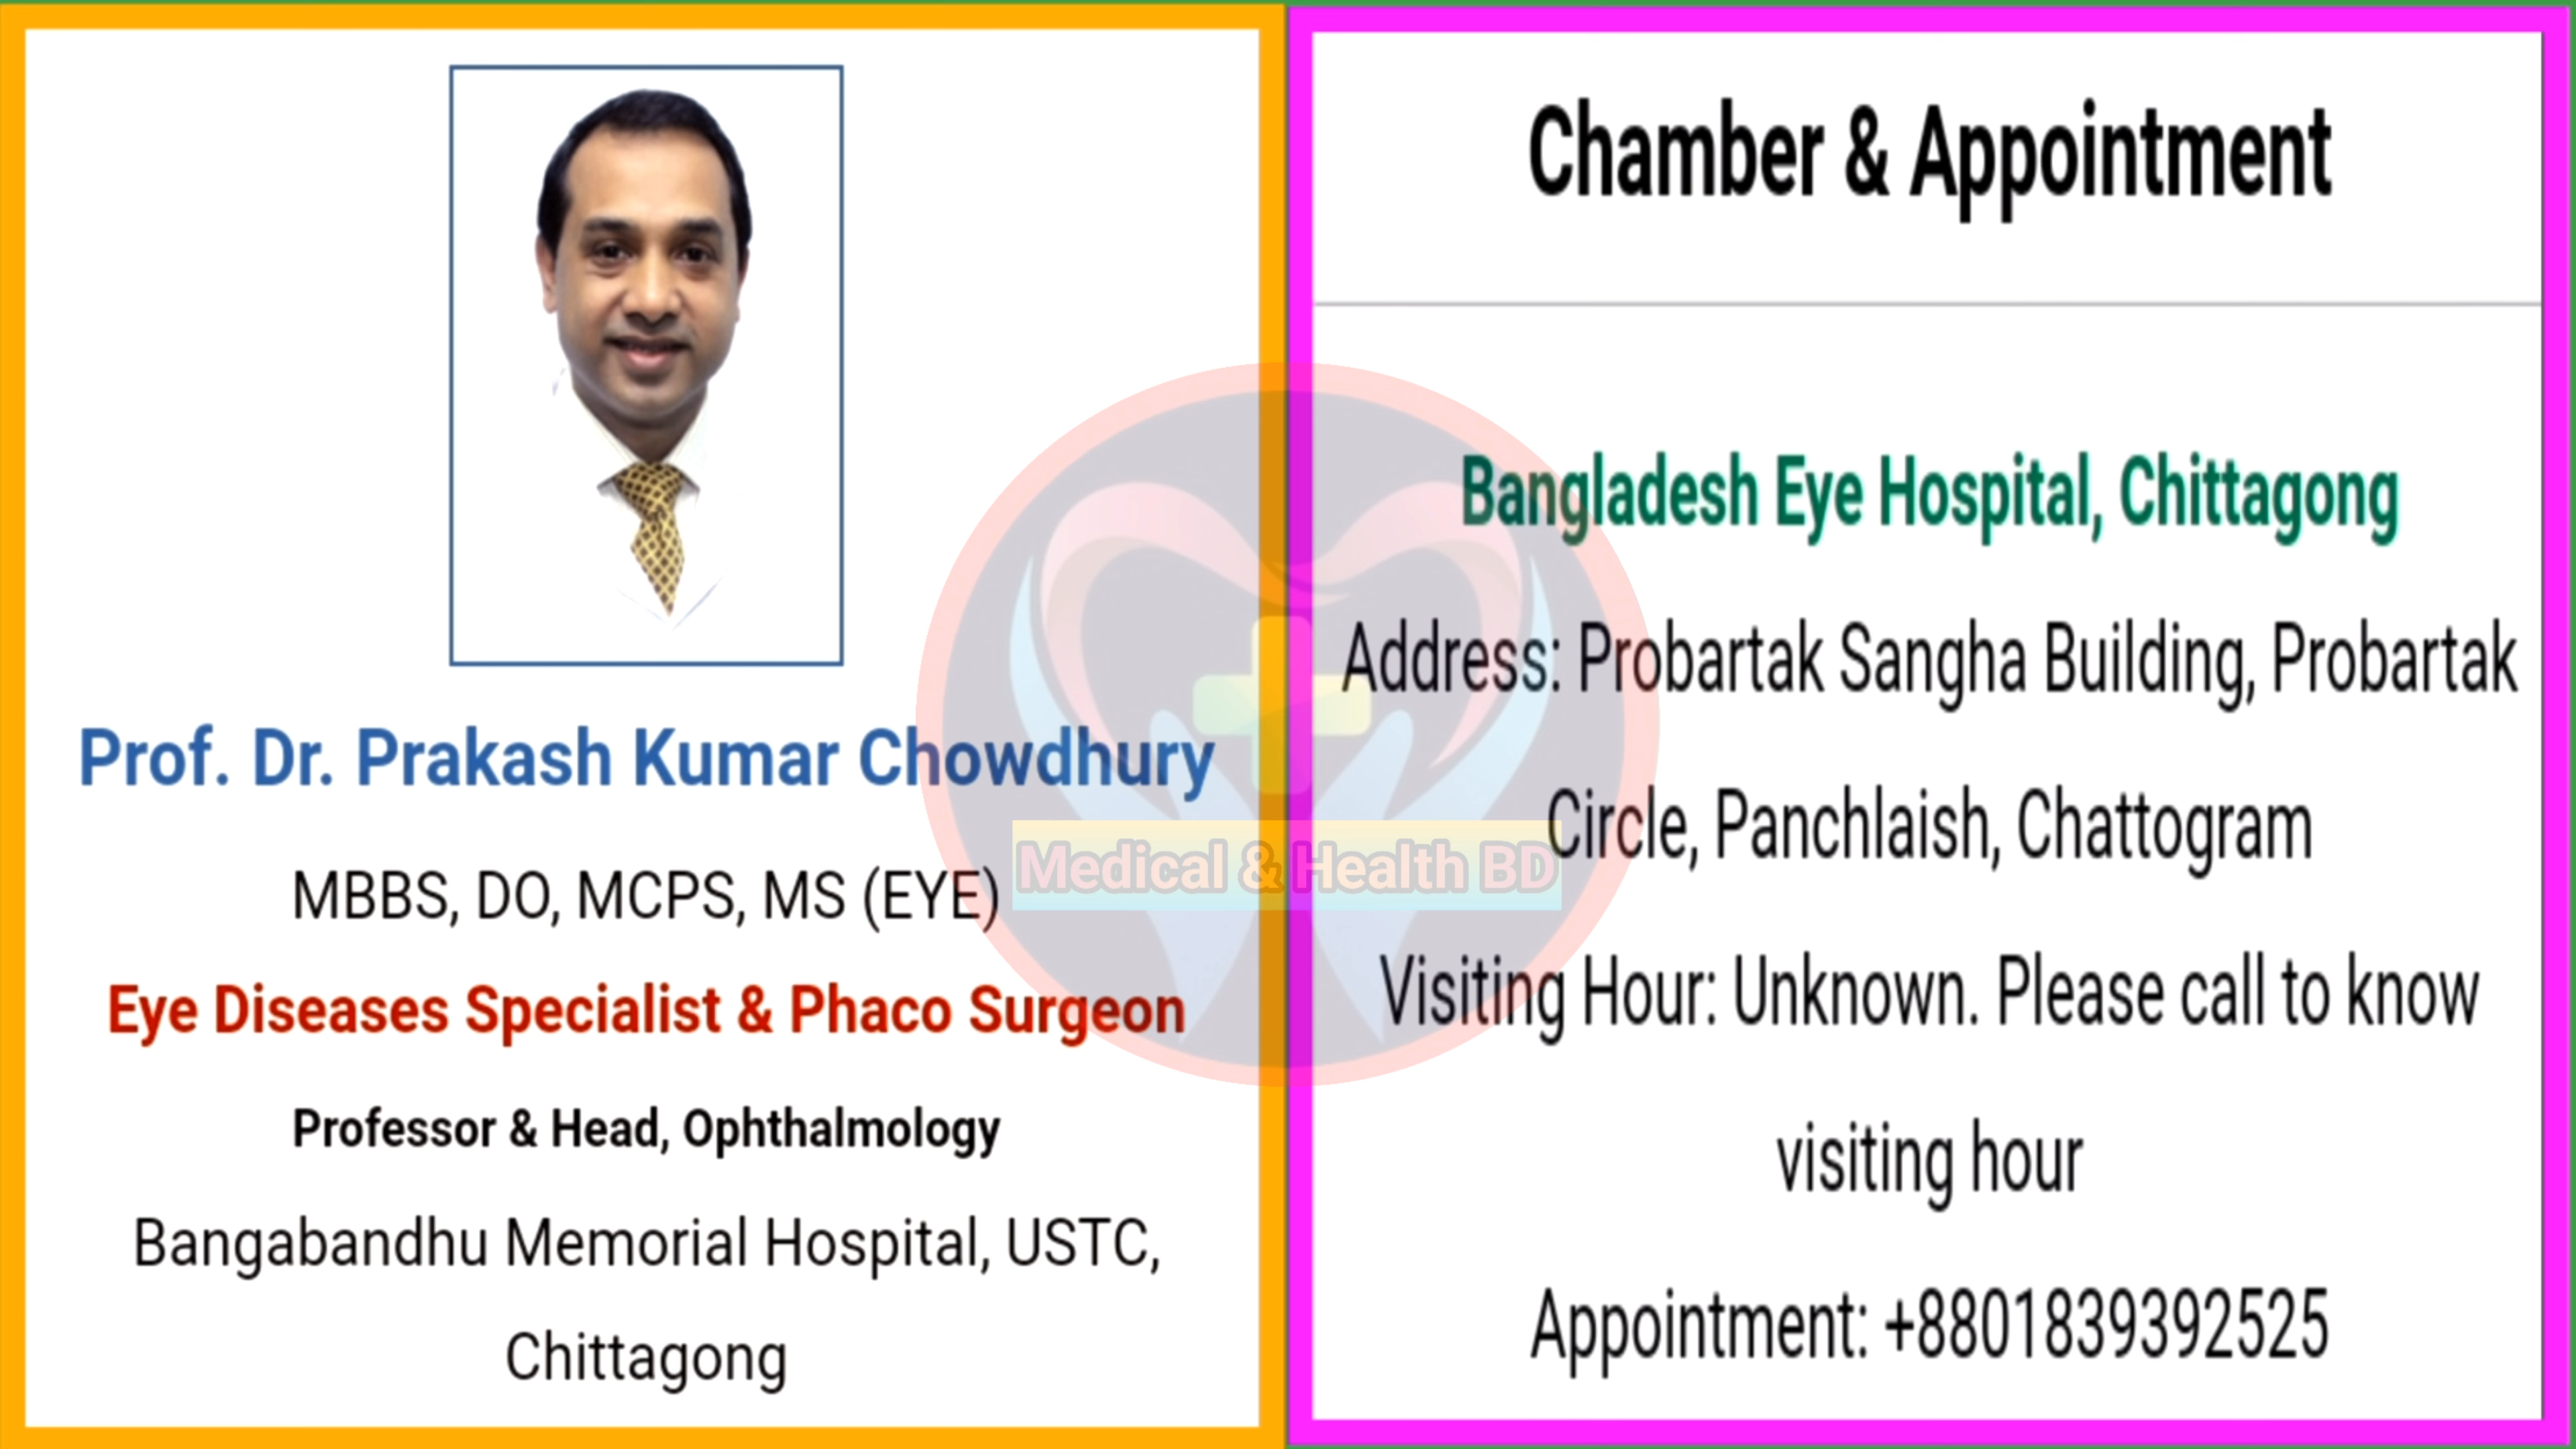 Prof. Dr. Prakash Kumar Chowdhury
MBBS, DO, MCPS, MS (EYE)
Eye Diseases Specialist & Phaco Surgeon
Professor & Head, Ophthalmology
Bangabandhu Memorial Hospital, USTC,
Chittagong
Chamber & Appointment
Bangladesh Eye Hospital, Chittagong
Address: Probartak Sangha Building, Probartak
Circle, Panchlaish, Chattogram
Visiting Hour: Unknown. Please call to know
visiting hour
Appointment: +8801839392525
Medical & Health BD